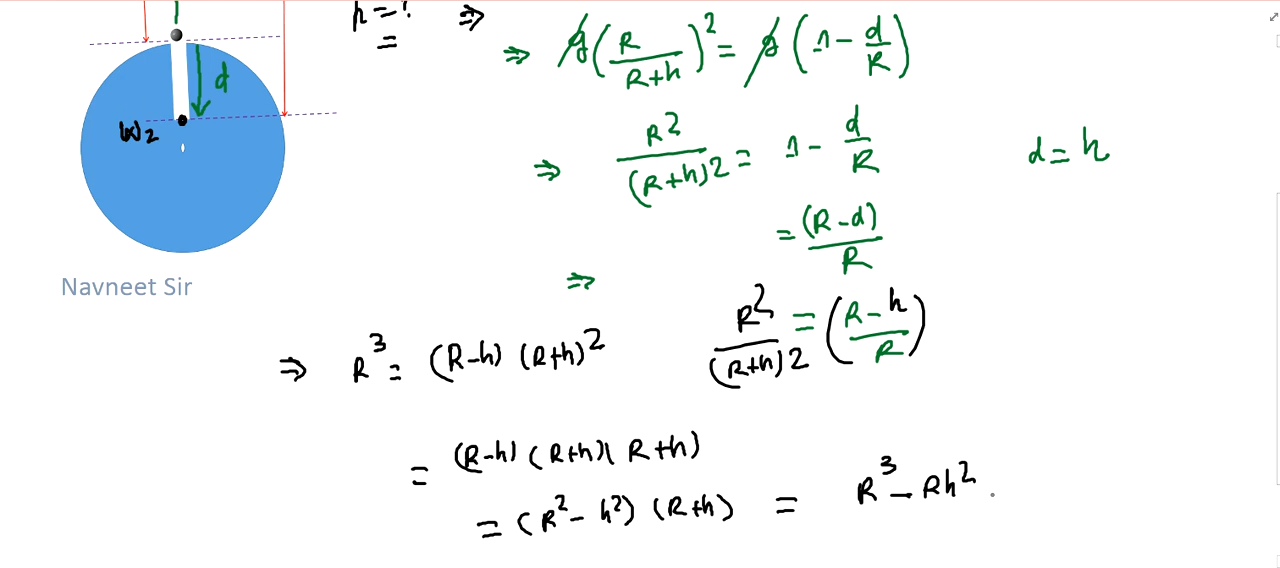 h = ? ⇒
=
⇒ g(R/(R+h))² = g(1 - d/R)
d
W₂
⇒ R²/(R+h)² = 1 - d/R
d = h
= (R-d)/R
Navneet Sir
⇒
R²/(R+h)² = ((R-h)/R)
⇒ R³ = (R-h) (R+h)²
= (R-h) (R+h)( R+h)
= (R²-h²) (R+h) = R³ - Rh²